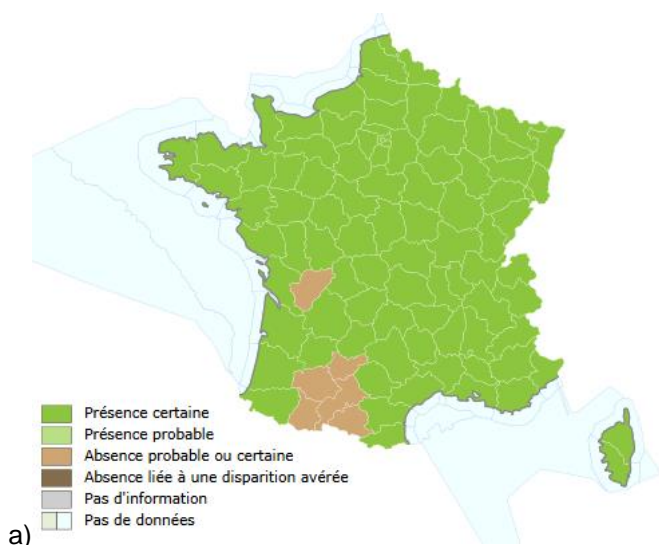 Présence certaine
Présence probable
Absence probable ou certaine
Absence liée à une disparition avérée
Pas d'information
Pas de données
a)